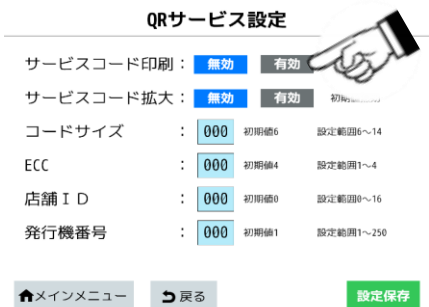 QRサービス設定
サービスコード印刷： 無効 有効
サービスコード拡大： 無効 有効
コードサイズ ： 000 初期値6 設定範囲6～14
ECC ： 000 初期値4 設定範囲1～4
店舗ＩＤ ： 000 初期値0 設定範囲0～16
発行機番号 ： 000 初期値1 設定範囲1～250
メインメニュー 戻る 設定保存